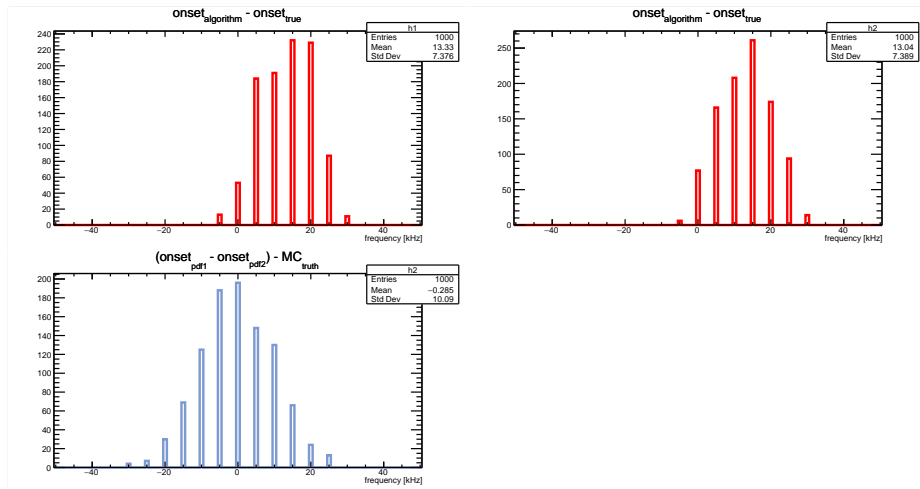 onset_algorithm - onset_true
h1
Entries 1000
Mean 13.33
Std Dev 7.376
240
220
200
180
160
140
120
100
80
60
40
20
0
−40 −20 0 20 40
frequency [kHz]
onset_algorithm - onset_true
h2
Entries 1000
Mean 13.04
Std Dev 7.389
250
200
150
100
50
0
−40 −20 0 20 40
frequency [kHz]
(onset_pdf1 - onset_pdf2) - MC_truth
h2
Entries 1000
Mean −0.285
Std Dev 10.09
200
180
160
140
120
100
80
60
40
20
0
−40 −20 0 20 40
frequency [kHz]